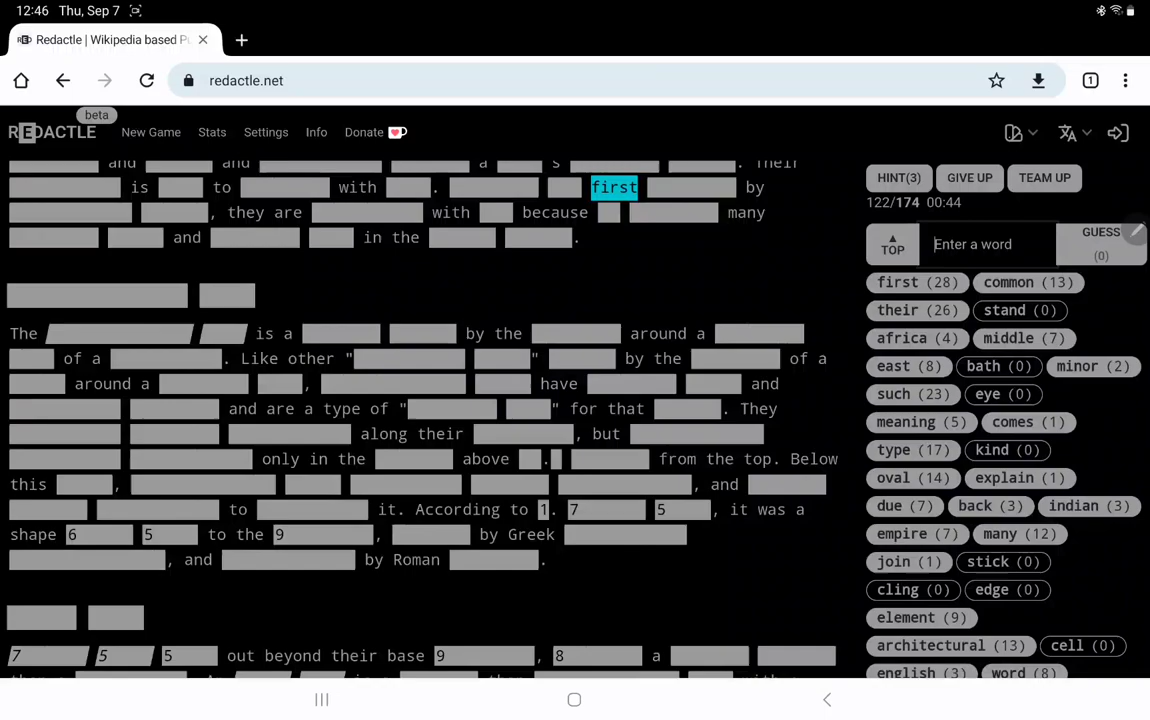 12:46 Thu, Sep 7
Redactle | Wikipedia based Pu
redactle.net
beta
REDACTLE New Game Stats Settings Info Donate
and and a s . Their
is to with . first by
, they are with because many
and in the .
The is a by the around a
of a . Like other " " by the of a
around a , have and
and are a type of " " for that . They
along their , but
only in the above . from the top. Below
this , , and
to it. According to 1. 7 5 , it was a
shape 6 5 to the 9 , by Greek
, and by Roman .
7 5 5 out beyond their base 9 , 8 a
HINT(3) GIVE UP TEAM UP
122/174 00:44
▲ TOP Enter a word GUESS (0)
first (28) common (13)
their (26) stand (0)
africa (4) middle (7)
east (8) bath (0) minor (2)
such (23) eye (0)
meaning (5) comes (1)
type (17) kind (0)
oval (14) explain (1)
due (7) back (3) indian (3)
empire (7) many (12)
join (1) stick (0)
cling (0) edge (0)
element (9)
architectural (13) cell (0)
english (3) word (8)